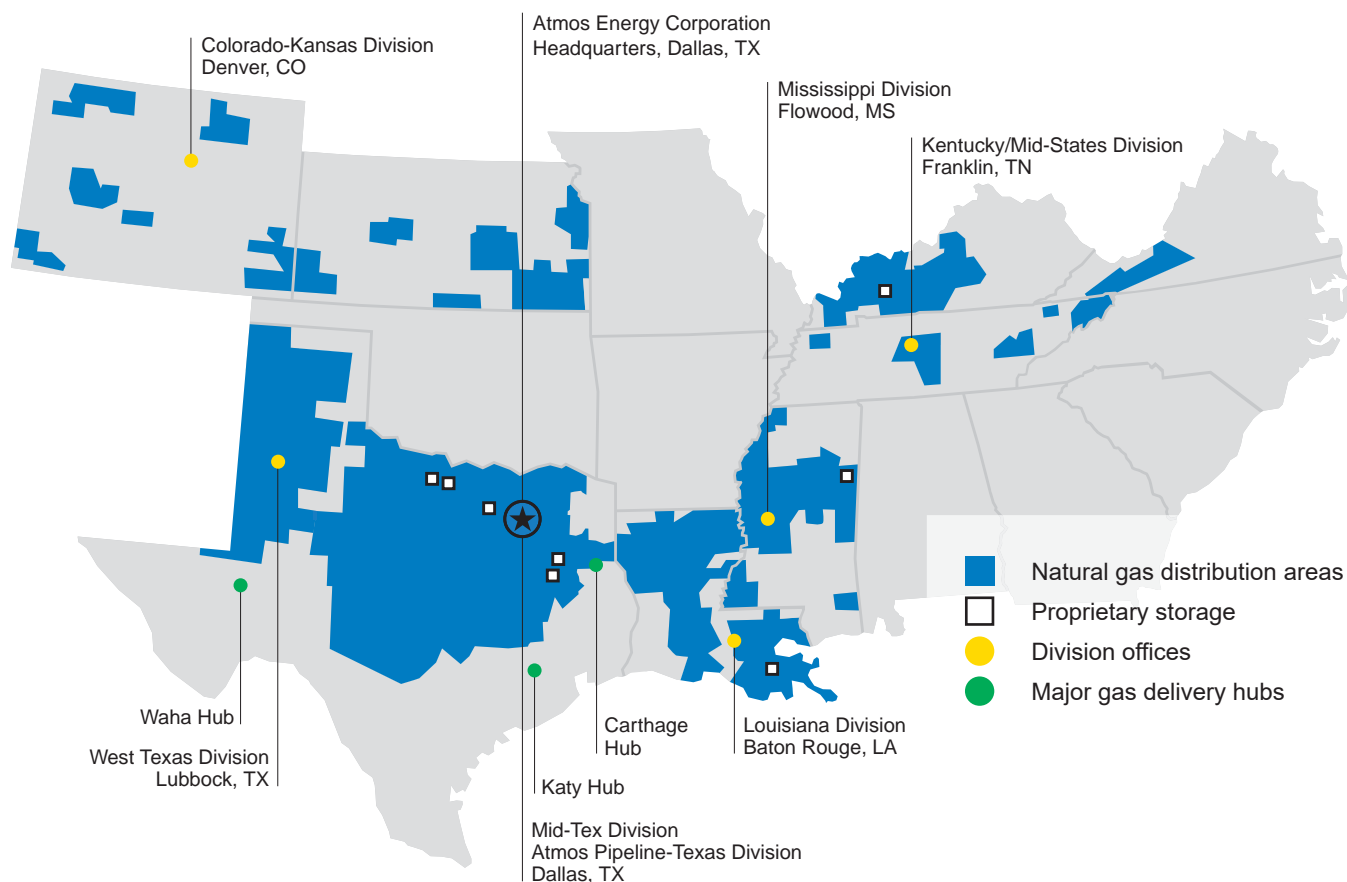 Atmos Energy Corporation
Headquarters, Dallas, TX
Colorado-Kansas Division
Denver, CO
Mississippi Division
Flowood, MS
Kentucky/Mid-States Division
Franklin, TN
Natural gas distribution areas
Proprietary storage
Division offices
Major gas delivery hubs
Waha Hub
West Texas Division
Lubbock, TX
Carthage
Hub
Louisiana Division
Baton Rouge, LA
Katy Hub
Mid-Tex Division
Atmos Pipeline-Texas Division
Dallas, TX